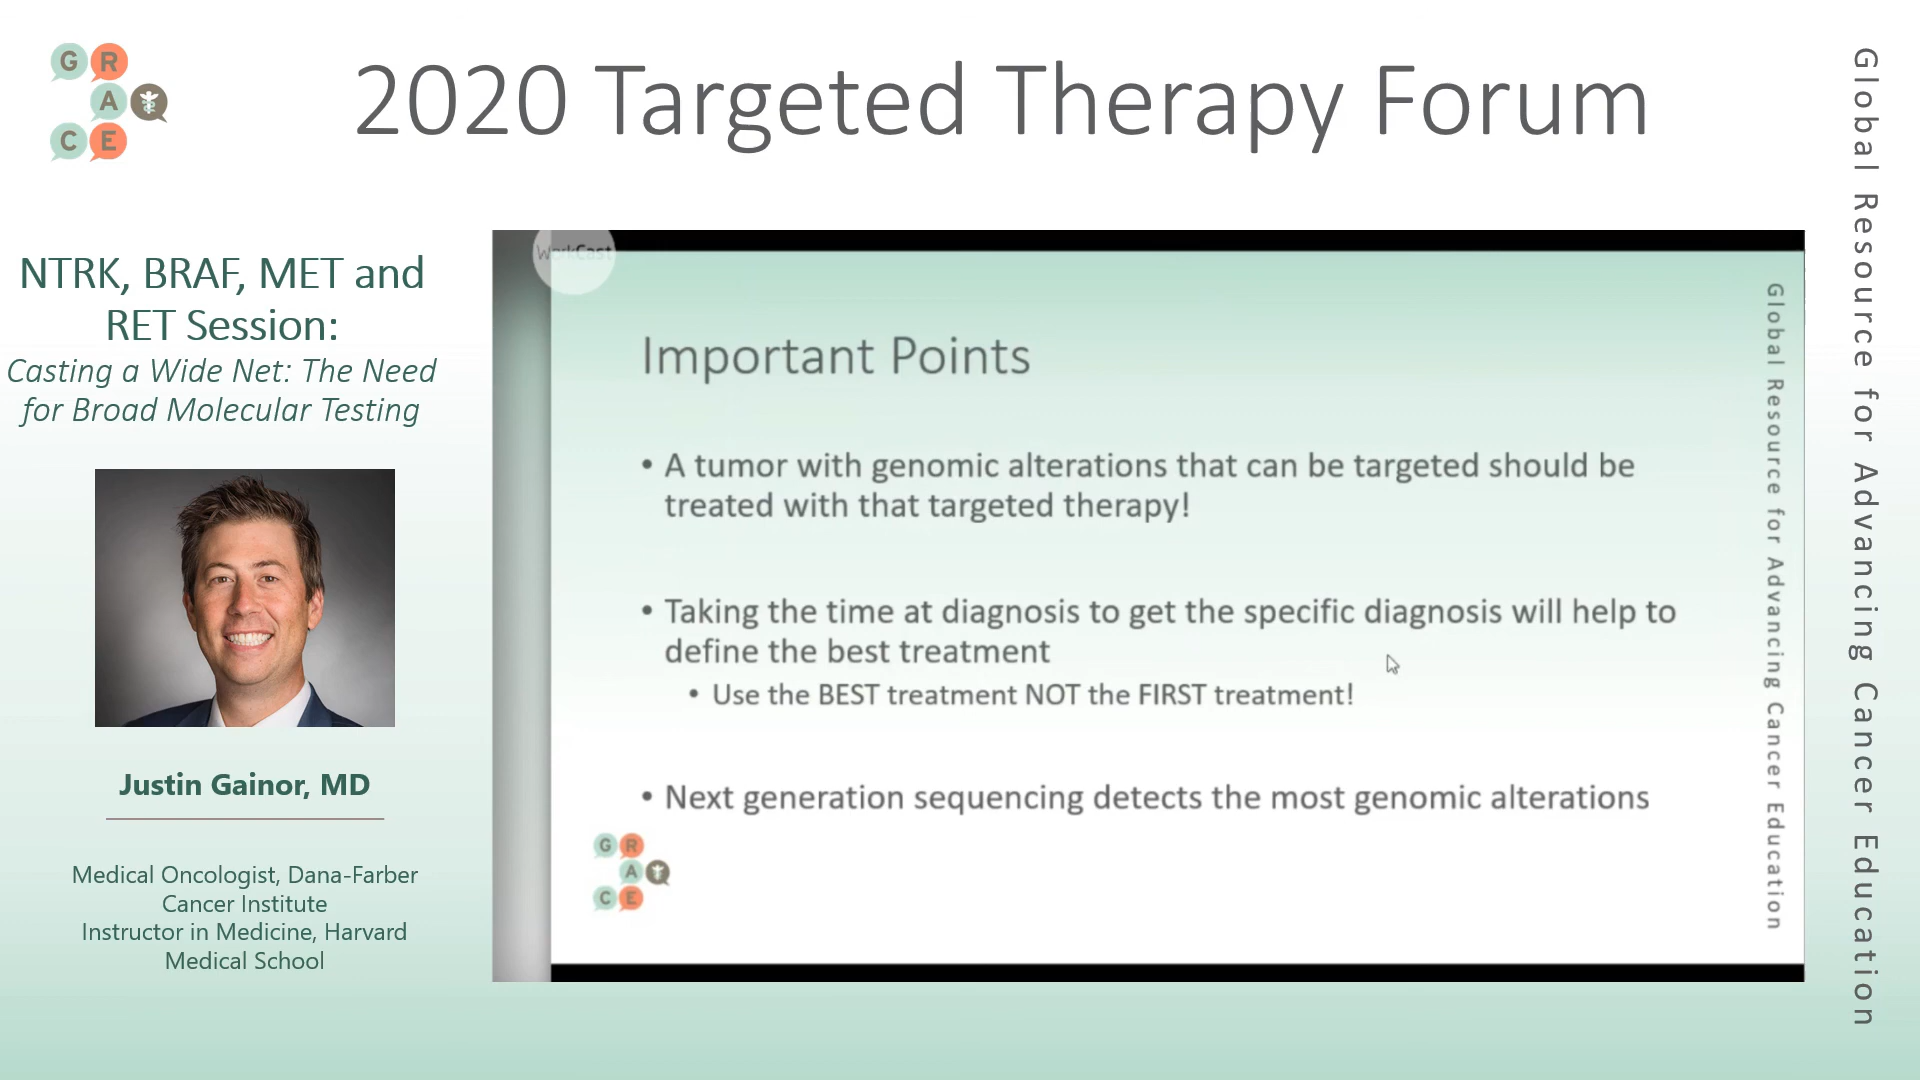 G R
A
C E
2020 Targeted Therapy Forum
Global Resource for Advancing Cancer Education
NTRK, BRAF, MET and
RET Session:
Casting a Wide Net: The Need
for Broad Molecular Testing
Justin Gainor, MD
Medical Oncologist, Dana-Farber
Cancer Institute
Instructor in Medicine, Harvard
Medical School
WorkCast
Important Points
• A tumor with genomic alterations that can be targeted should be
treated with that targeted therapy!
• Taking the time at diagnosis to get the specific diagnosis will help to
define the best treatment
• Use the BEST treatment NOT the FIRST treatment!
• Next generation sequencing detects the most genomic alterations
G R
A
C E
Global Resource for Advancing Cancer Education